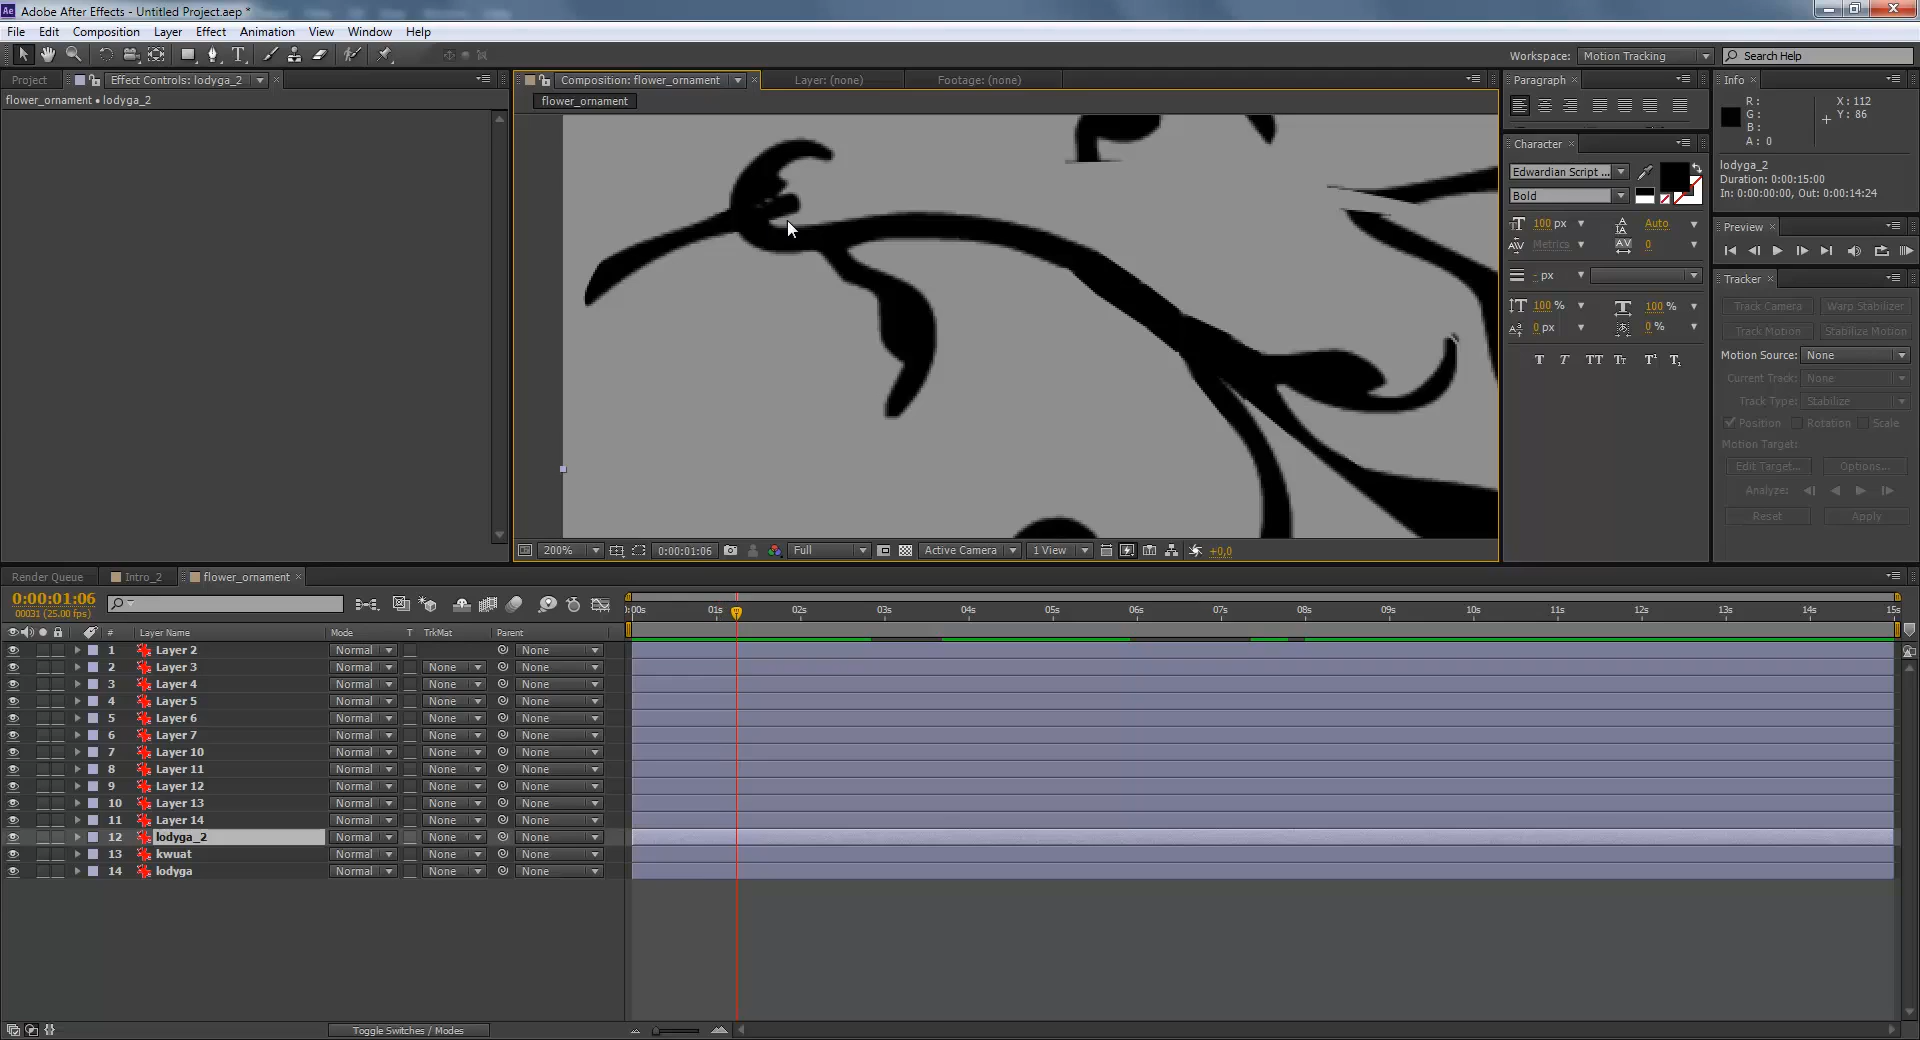 Adobe After Effects - Untitled Project.aep *
File Edit Composition Layer Effect Animation View Window Help
Workspace: Motion Tracking Search Help
Project Effect Controls: lodyga_2
flower_ornament • lodyga_2
Composition: flower_ornament Layer: (none) Footage: (none)
flower_ornament
200% 0:00:01:06 Full Active Camera 1 View +0,0
Paragraph
Character
Edwardian Script ...
Bold
100 px Auto
Metrics 0
- px
100 % 100 %
0 px 0 %
T T TT Tт T¹ T₁
Info
R: X: 112
G: Y: 86
B:
A: 0
lodyga_2
Duration: 0:00:15:00
In: 0:00:00:00, Out: 0:00:14:24
Preview
Tracker
Track Camera Warp Stabilizer
Track Motion Stabilize Motion
Motion Source: None
Current Track: None
Track Type: Stabilize
Position Rotation Scale
Motion Target:
Edit Target... Options...
Analyze:
Reset Apply
Render Queue Intro_2 flower_ornament
0:00:01:06
00031 (25.00 fps)
:00s 01s 02s 03s 04s 05s 06s 07s 08s 09s 10s 11s 12s 13s 14s 15s
# Layer Name Mode T TrkMat Parent
1 Layer 2 Normal None
2 Layer 3 Normal None None
3 Layer 4 Normal None None
4 Layer 5 Normal None None
5 Layer 6 Normal None None
6 Layer 7 Normal None None
7 Layer 10 Normal None None
8 Layer 11 Normal None None
9 Layer 12 Normal None None
10 Layer 13 Normal None None
11 Layer 14 Normal None None
12 lodyga_2 Normal None None
13 kwuat Normal None None
14 lodyga Normal None None
Toggle Switches / Modes